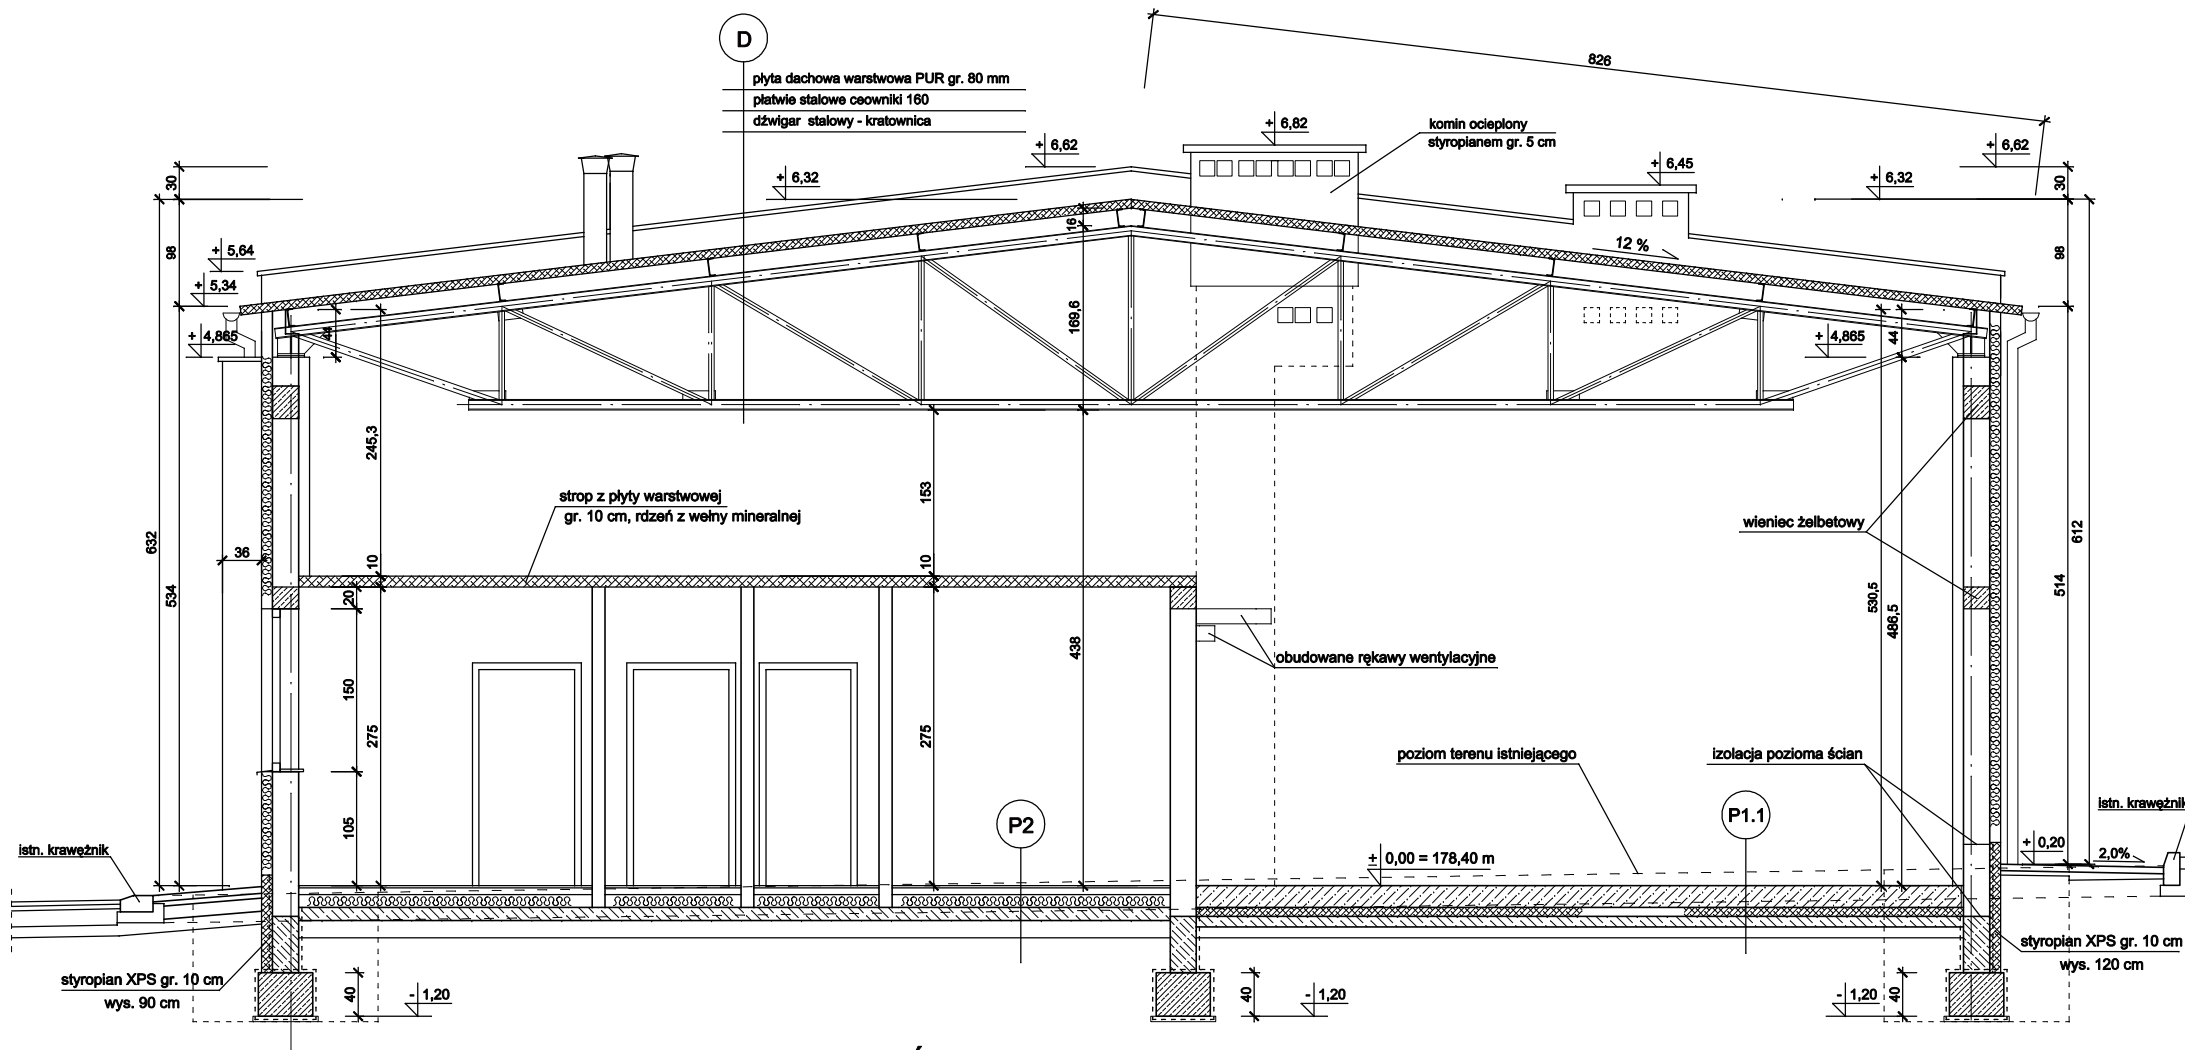 D
płyta dachowa warstwowa PUR gr. 80 mm
płatwie stalowe ceowniki 160
dźwigar stalowy - kratownica
826
+ 6,82
komin ocieplony
styropianem gr. 5 cm
+ 6,62
+ 6,62
+ 6,45
+ 6,32
+ 6,32
30
30
98
98
+ 5,64
+ 5,34
+ 4,865
+ 4,865
16
12 %
44
44
169,6
245,3
153
10
10
strop z płyty warstwowej
gr. 10 cm, rdzeń z wełny mineralnej
wieniec żelbetowy
632
534
36
20
150
275
105
275
438
530,5
486,5
612
514
obudowane rękawy wentylacyjne
poziom terenu istniejącego
izolacja pozioma ścian
istn. krawężnik
istn. krawężnik
P2
P1.1
± 0,00 = 178,40 m
+ 0,20
2,0%
styropian XPS gr. 10 cm
wys. 90 cm
styropian XPS gr. 10 cm
wys. 120 cm
40
- 1,20
40
- 1,20
- 1,20
40